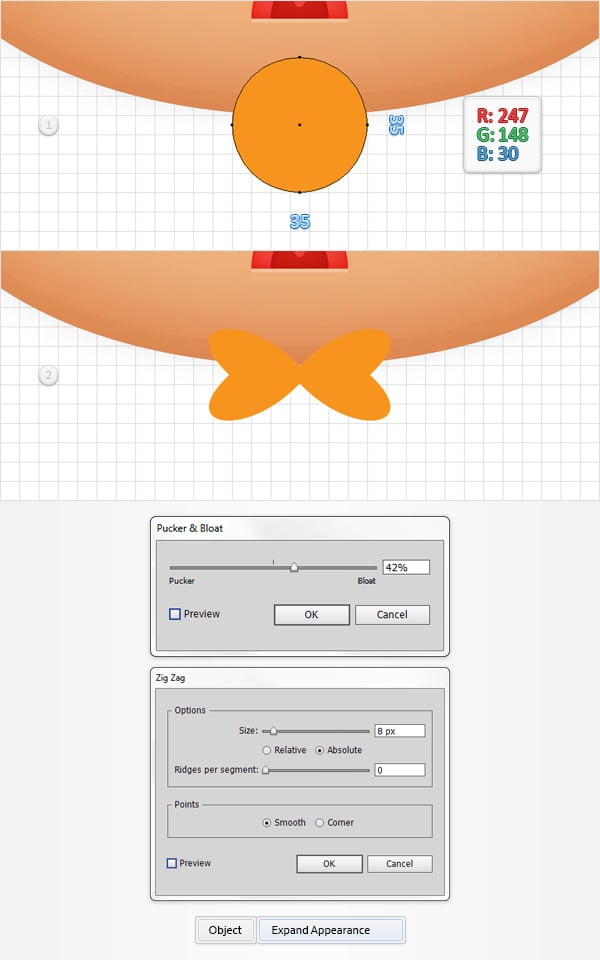 1
35
R: 247
G: 148
B: 30
35
2
Pucker & Bloat
42%
Pucker Bloat
Preview OK Cancel
Zig Zag
Options
Size: 8 px
Relative Absolute
Ridges per segment: 0
Points
Smooth Corner
Preview OK Cancel
Object Expand Appearance